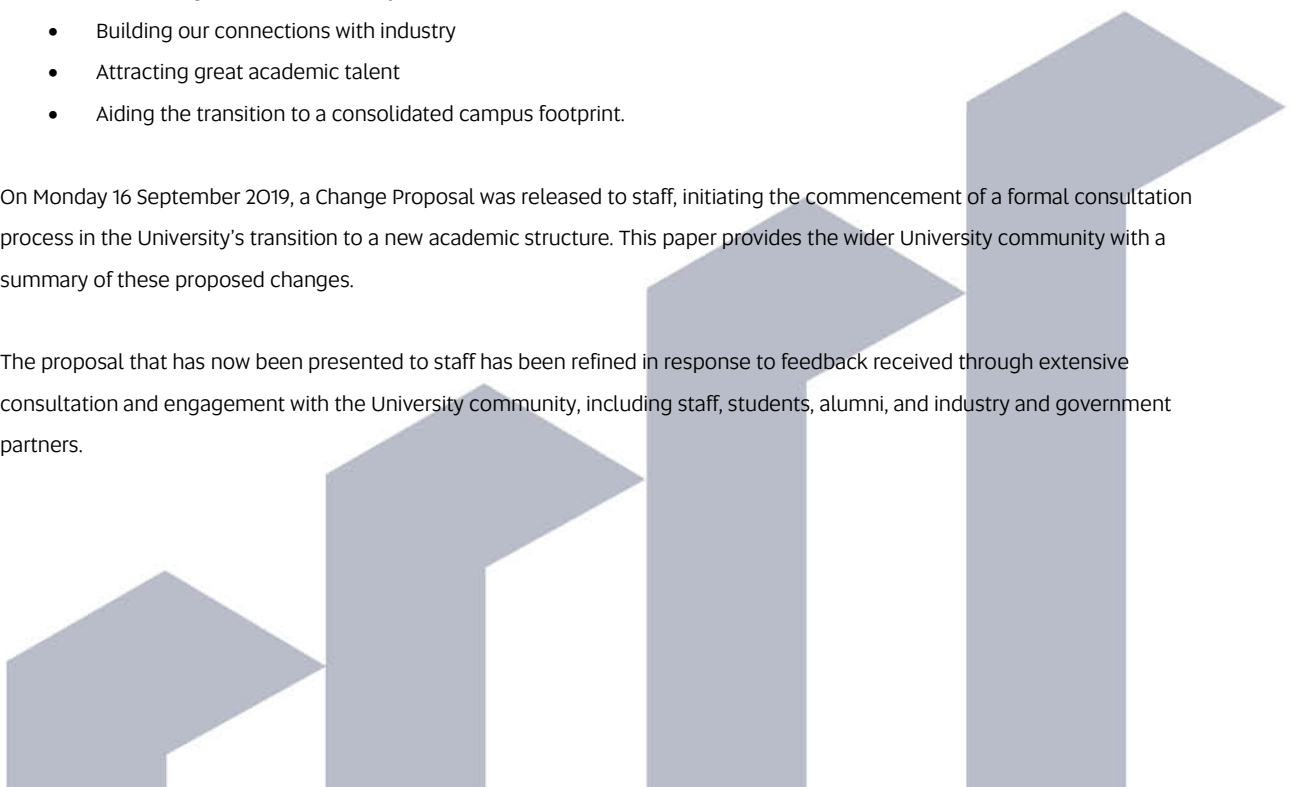 • Building our connections with industry
• Attracting great academic talent
• Aiding the transition to a consolidated campus footprint.
On Monday 16 September 2019, a Change Proposal was released to staff, initiating the commencement of a formal consultation
process in the University's transition to a new academic structure. This paper provides the wider University community with a
summary of these proposed changes.
The proposal that has now been presented to staff has been refined in response to feedback received through extensive
consultation and engagement with the University community, including staff, students, alumni, and industry and government
partners.